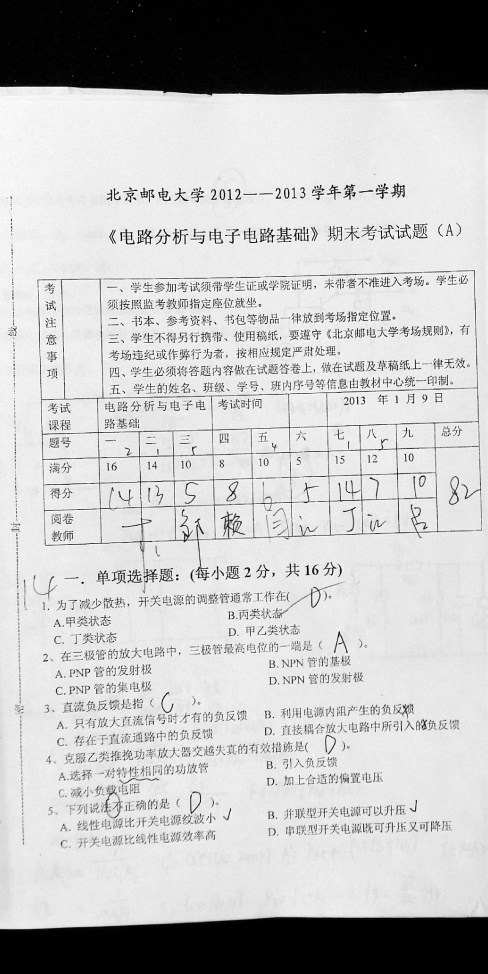 北京邮电大学 2012——2013 学年第一学期
《电路分析与电子电路基础》期末考试试题（A）
考试注意事项
一、学生参加考试须带学生证或学院证明，未带者不准进入考场。学生必
须按照监考教师指定座位就坐。
二、书本、参考资料、书包等物品一律放到考场指定位置。
三、学生不得另行携带、使用稿纸，要遵守《北京邮电大学考场规则》，有
考场违纪或作弊行为者，按相应规定严肃处理。
四、学生必须将答题内容做在试题答卷上，做在试题及草稿纸上一律无效。
五、学生的姓名、班级、学号、班内序号等信息由教材中心统一印制。
考试课程 电路分析与电子电路基础 考试时间 2013 年 1 月 9 日
题号 一 二 三 四 五 六 七 八 九 总分
2 1 5 4 1 5
满分 16 14 10 8 10 5 15 12 10
得分 14 13 5 8 6 5 14 7 10 82
阅卷教师
14 一．单项选择题：(每小题 2 分，共 16 分)
1. 为了减少散热，开关电源的调整管通常工作在( D )。
A.甲类状态 B.丙类状态
C. 丁类状态 D. 甲乙类状态
2、在三极管的放大电路中，三极管最高电位的一端是（ A ）。
A. PNP 管的发射极 B. NPN 管的基极
C. PNP 管的集电极 D. NPN 管的发射极
3、直流负反馈是指（ C ）。
A. 只有放大直流信号时才有的负反馈 B. 利用电源内阻产生的负反馈
C. 存在于直流通路中的负反馈 D. 直接耦合放大电路中所引入的负反馈
4、克服乙类推挽功率放大器交越失真的有效措施是( D )。
A.选择一对特性相同的功放管 B. 引入负反馈
C.减小负载电阻 D. 加上合适的偏置电压
5、下列说法不正确的是（ D ）。
A. 线性电源比开关电源纹波小 √ B. 并联型开关电源可以升压 √
C. 开关电源比线性电源效率高 D. 串联型开关电源既可升压又可降压